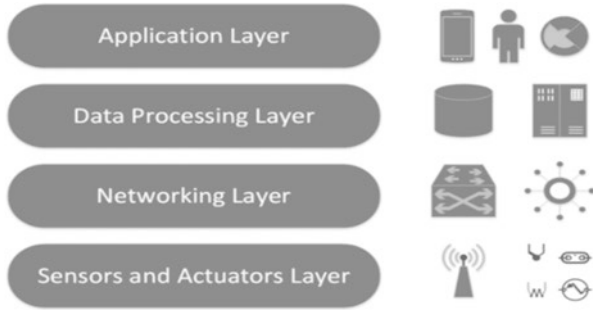 Application Layer
Data Processing Layer
Networking Layer
Sensors and Actuators Layer